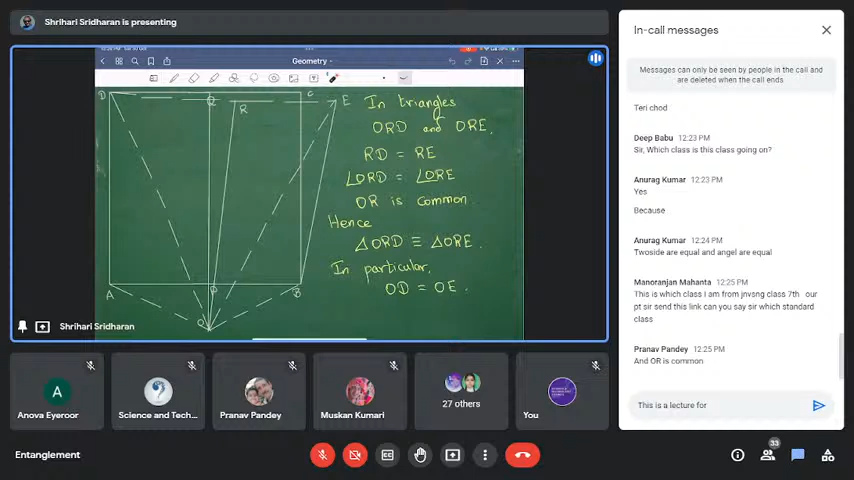 Shrihari Sridharan is presenting
Geometry
D
Q
R
C
E
A
P
B
O
In triangles
ORD and ORE,
RD = RE
∠ORD = ∠ORE
OR is common
Hence
△ORD ≡ △ORE.
In particular,
OD = OE.
Shrihari Sridharan
A
Anova Eyeroor
Science and Tech...
Pranav Pandey
Muskan Kumari
27 others
You
Entanglement
In-call messages
Messages can only be seen by people in the call and
are deleted when the call ends
Teri chod
Deep Babu 12:23 PM
Sir, Which class is this class going on?
Anurag Kumar 12:23 PM
Yes
Because
Anurag Kumar 12:24 PM
Twoside are equal and angel are equal
Manoranjan Mahanta 12:25 PM
This is which class I am from jnvsng class 7th our
pt sir send this link can you say sir which standard
class
Pranav Pandey 12:25 PM
And OR is common
This is a lecture for
33